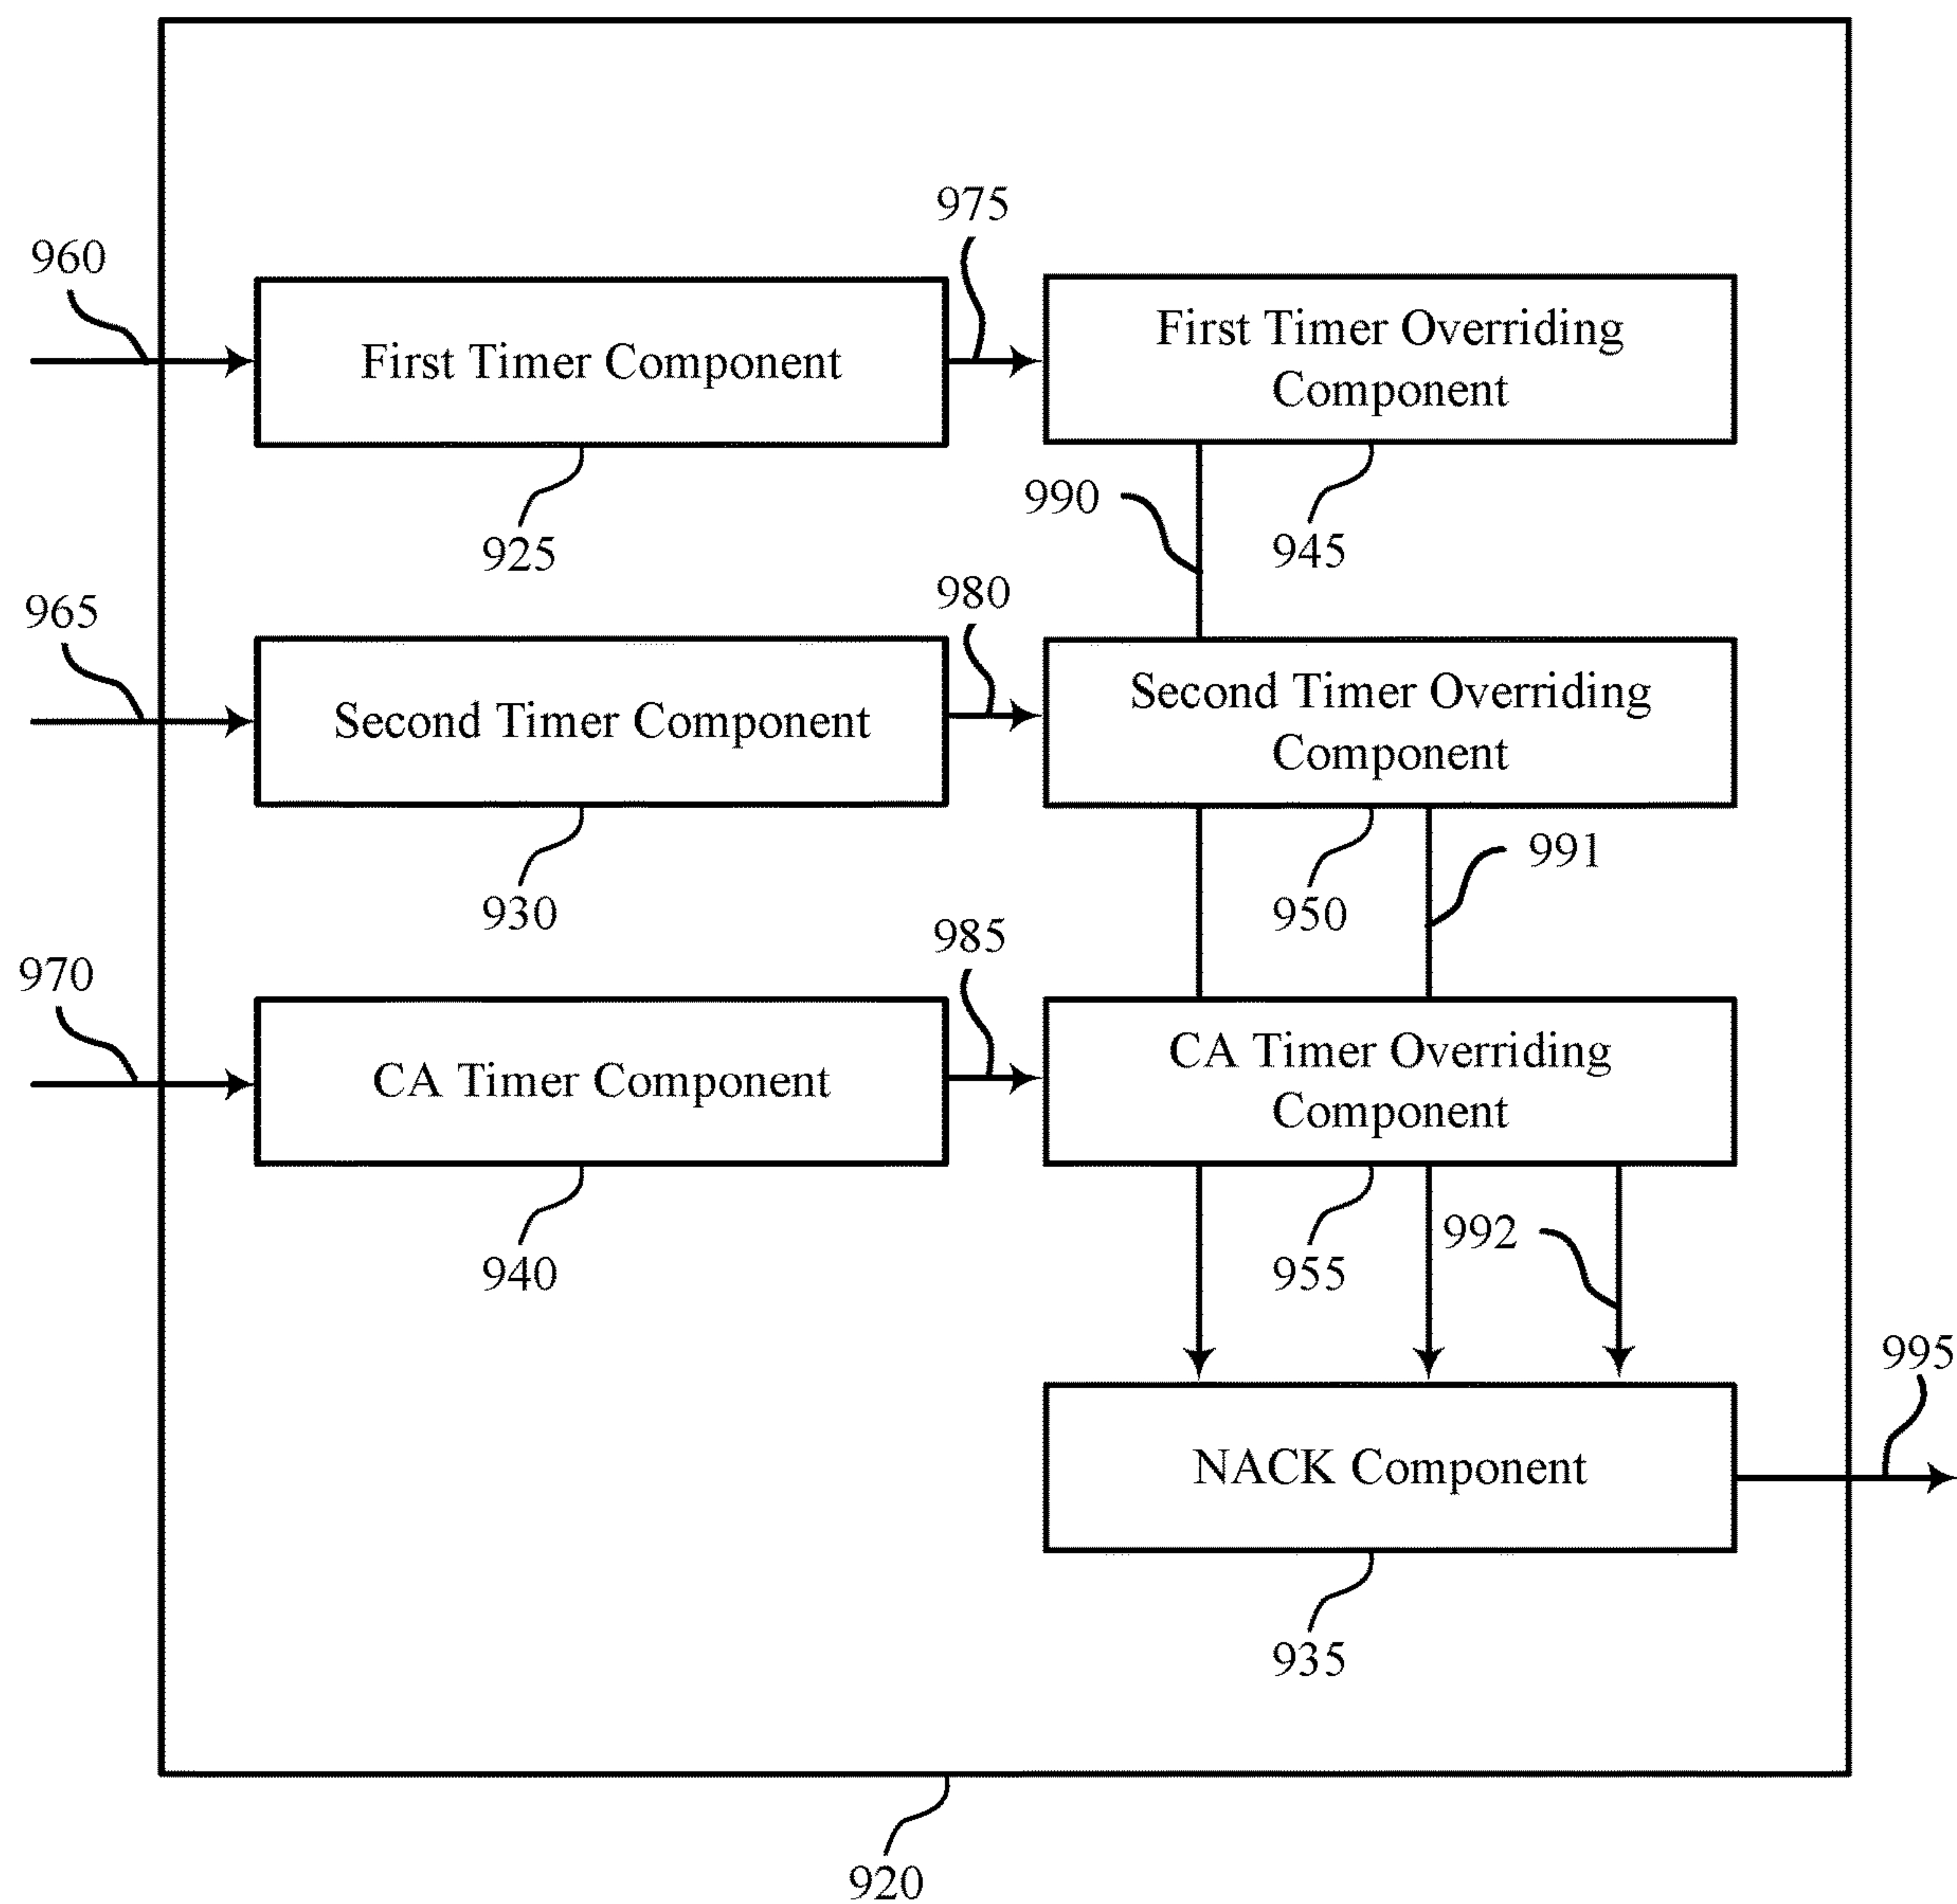 975
960
First Timer Component
First Timer Overriding
Component
990
925
945
965
980
Second Timer Component
Second Timer Overriding
Component
991
930
950
985
970
CA Timer Component
CA Timer Overriding
Component
992
940
955
995
NACK Component
935
920